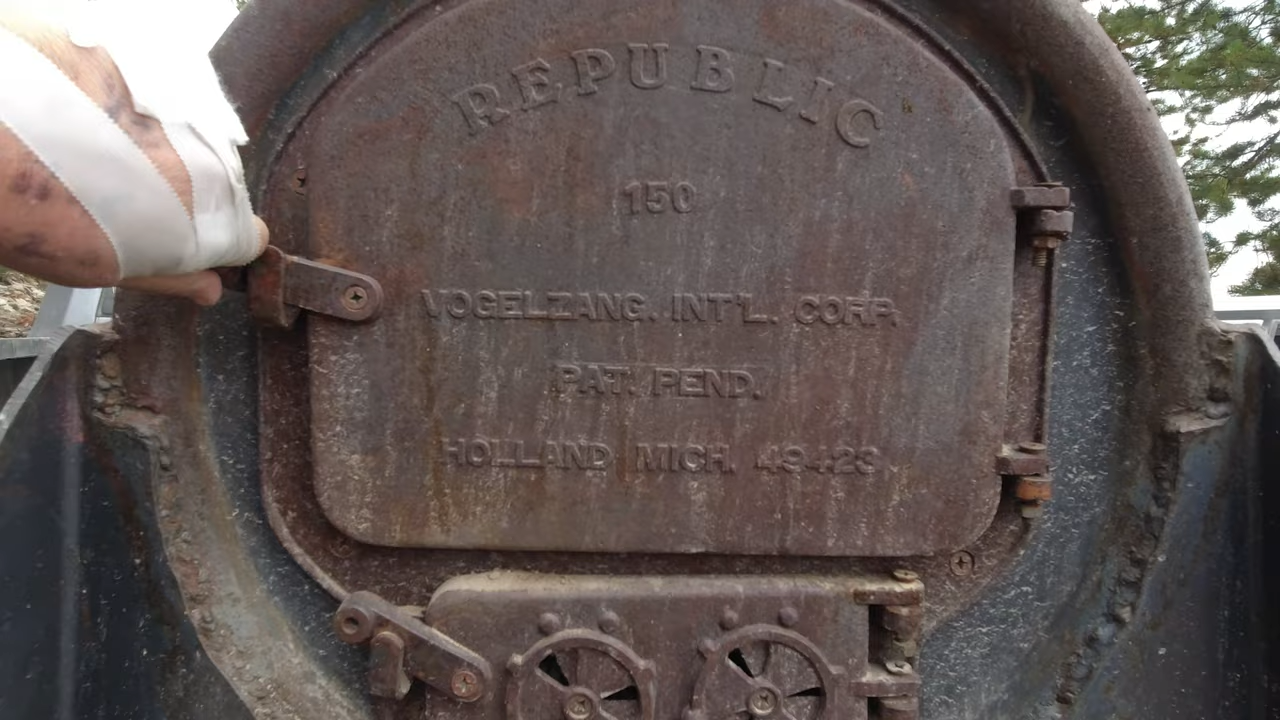 REPUBLIC
150
VOGELZANG. INT'L. CORP.
PAT. PEND.
HOLLAND MICH. 49423